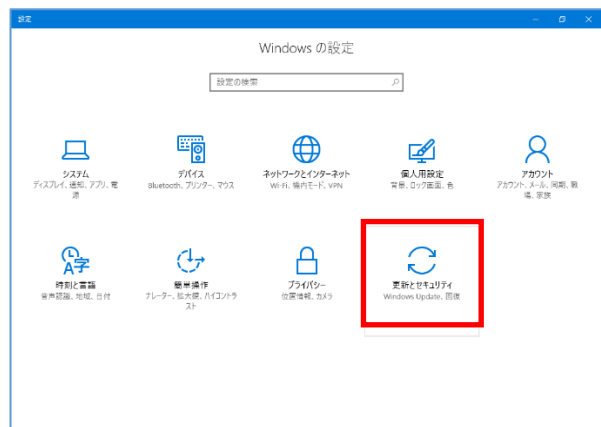 設定
Windows の設定
設定の検索
システム
ディスプレイ、通知、アプリ、電
源
デバイス
Bluetooth、プリンター、マウス
ネットワークとインターネット
Wi-Fi、機内モード、VPN
個人用設定
背景、ロック画面、色
アカウント
アカウント、メール、同期、職
場、家族
時刻と言語
音声認識、地域、日付
簡単操作
ナレーター、拡大鏡、ハイコントラ
スト
プライバシー
位置情報、カメラ
更新とセキュリティ
Windows Update、回復